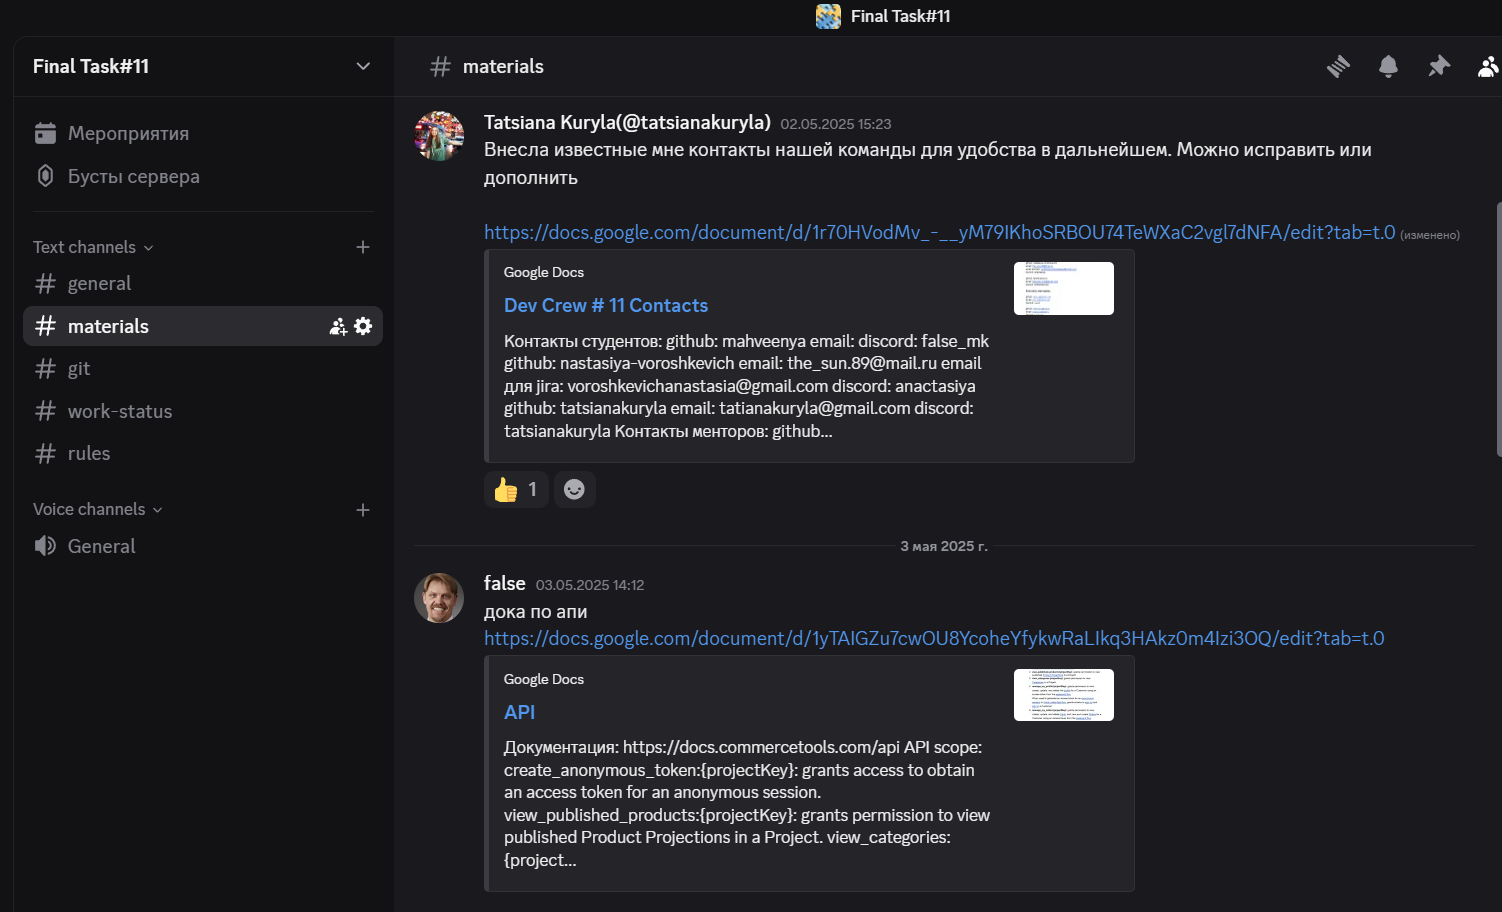 Final Task#11
Final Task#11
Мероприятия
Бусты сервера
Text channels
general
materials
git
work-status
rules
Voice channels
General
materials
Tatsiana Kuryla(@tatsianakuryla) 02.05.2025 15:23
Внесла известные мне контакты нашей команды для удобства в дальнейшем. Можно исправить или
дополнить
https://docs.google.com/document/d/1r70HVodMv_-__yM79IKhoSRBOU74TeWXaC2vgl7dNFA/edit?tab=t.0 (изменено)
Google Docs
Dev Crew # 11 Contacts
Контакты студентов: github: mahveenya email: discord: false_mk
github: nastasiya-voroshkevich email: the_sun.89@mail.ru email
для jira: voroshkevichanastasia@gmail.com discord: anactasiya
github: tatsianakuryla email: tatianakuryla@gmail.com discord:
tatsianakuryla Контакты менторов: github...
1
3 мая 2025 г.
false 03.05.2025 14:12
дока по апи
https://docs.google.com/document/d/1yTAIGZu7cwOU8YcoheYfykwRaLIkq3HAkz0m4Izi3OQ/edit?tab=t.0
Google Docs
API
Документация: https://docs.commercetools.com/api API scope:
create_anonymous_token:{projectKey}: grants access to obtain
an access token for an anonymous session.
view_published_products:{projectKey}: grants permission to view
published Product Projections in a Project. view_categories:
{project...